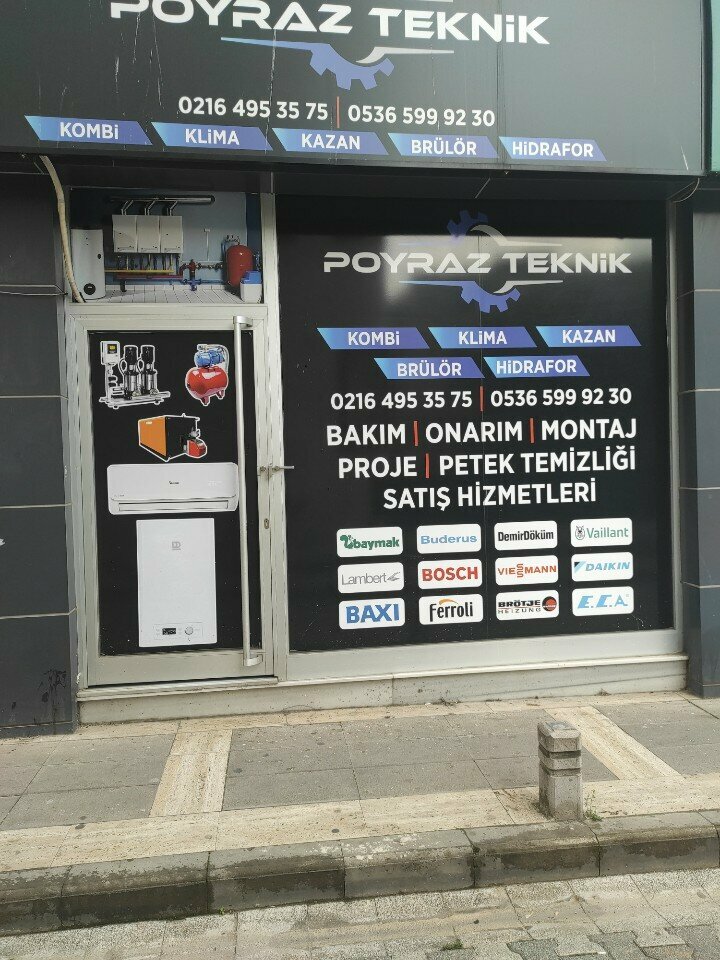 POYRAZ TEKNİK
0216 495 35 75 | 0536 599 92 30
KOMBİ KLİMA KAZAN BRÜLÖR HİDRAFOR
POYRAZ TEKNİK
KOMBİ KLİMA KAZAN
BRÜLÖR HİDRAFOR
0216 495 35 75 | 0536 599 92 30
BAKIM | ONARIM | MONTAJ
PROJE | PETEK TEMİZLİĞİ
SATIŞ HİZMETLERİ
baymak Buderus DemirDöküm Vaillant
Lambert BOSCH VIESSMANN DAIKIN
BAXI Ferroli BRÖTJE HEIZUNG E.C.A.